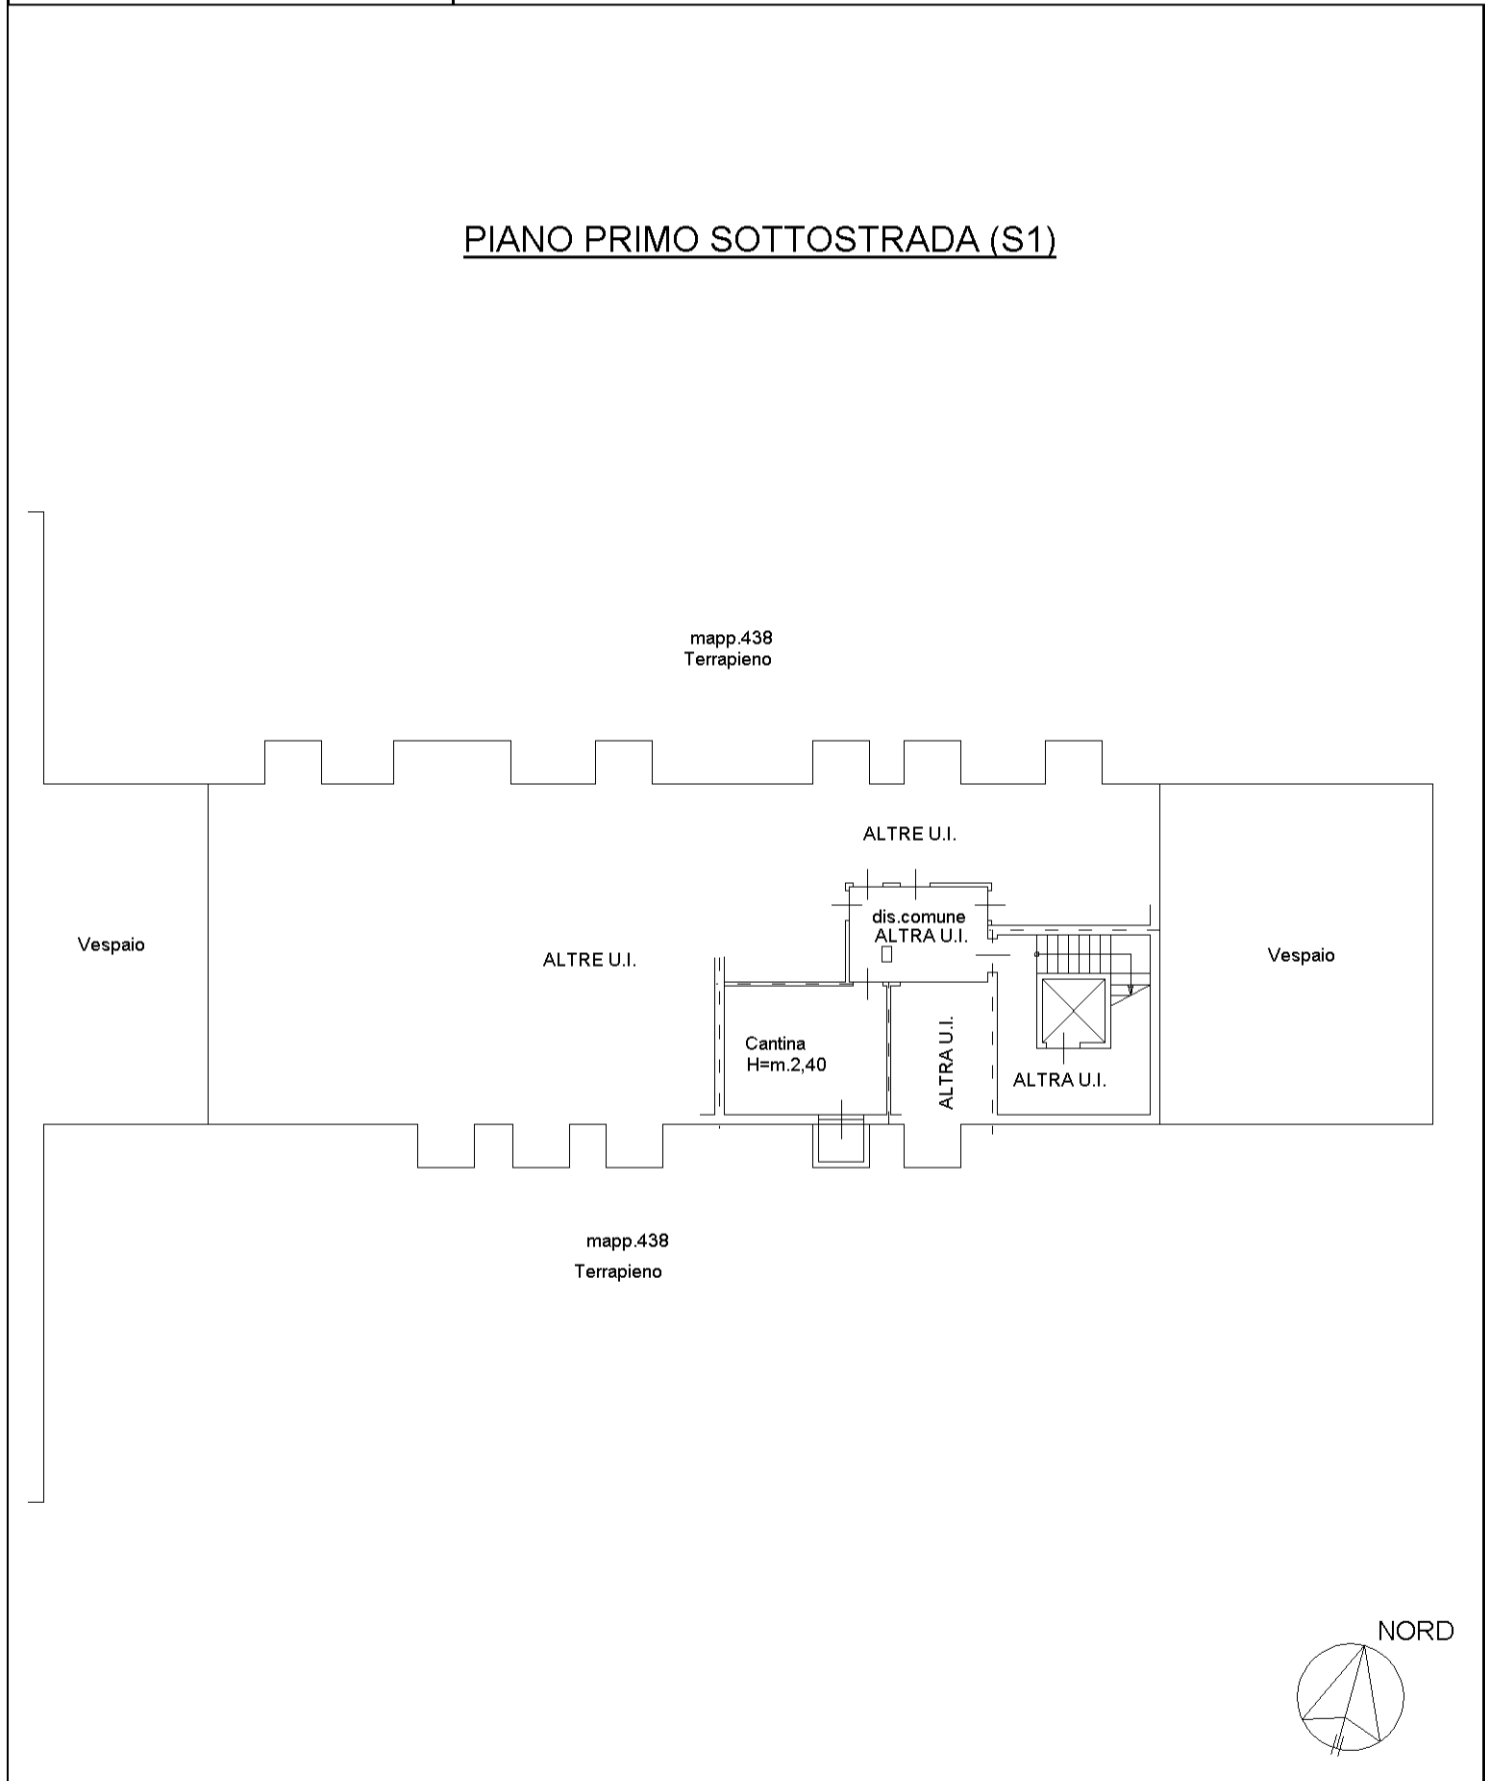 PIANO PRIMO SOTTOSTRADA (S1)
mapp.438
Terrapieno
ALTRE U.I.
dis.comune
ALTRA U.I.
Vespaio
ALTRE U.I.
Vespaio
Cantina
H=m.2,40
ALTRA U.I.
ALTRA U.I.
mapp.438
Terrapieno
NORD